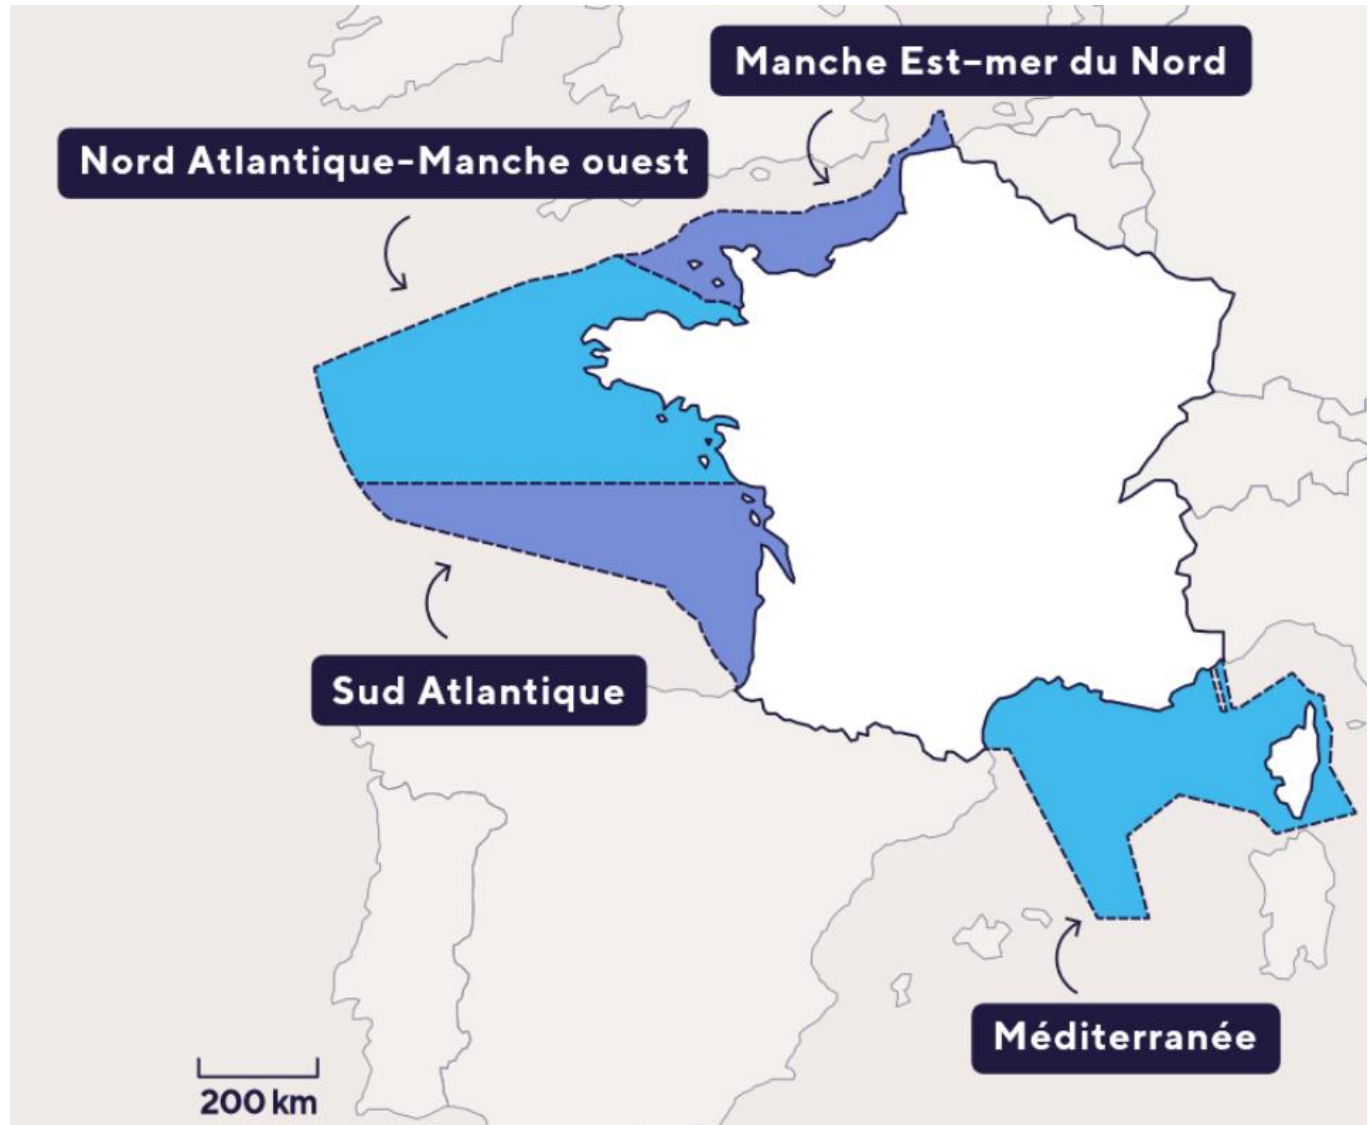 Manche Est-mer du Nord
Nord Atlantique-Manche ouest
Sud Atlantique
Méditerranée
200 km